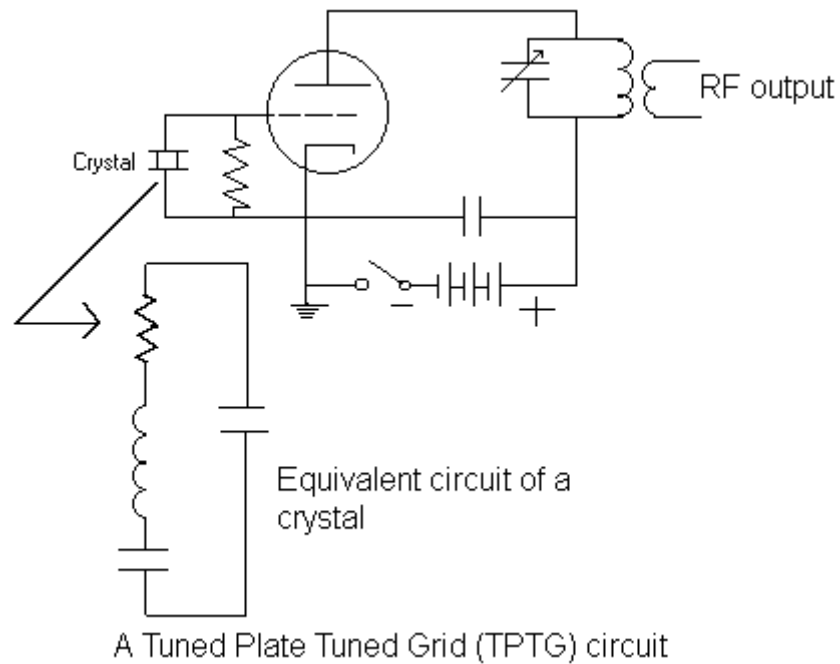 RF output
Crystal
Equivalent circuit of a
crystal
A Tuned Plate Tuned Grid (TPTG) circuit